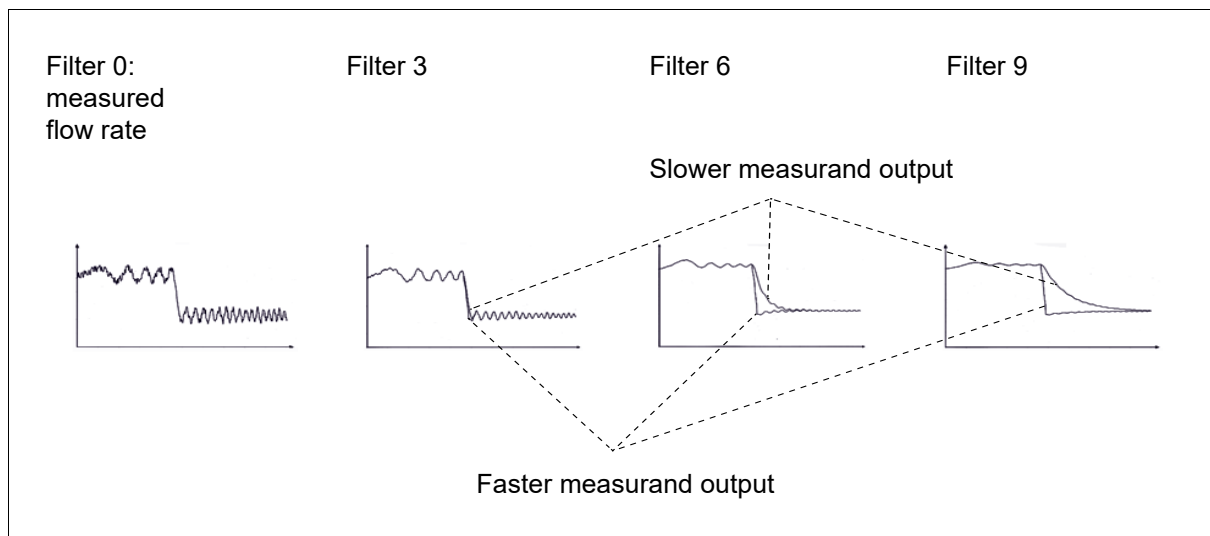 Filter 0:
measured
flow rate
Filter 3
Filter 6
Filter 9
Slower measurand output
Faster measurand output